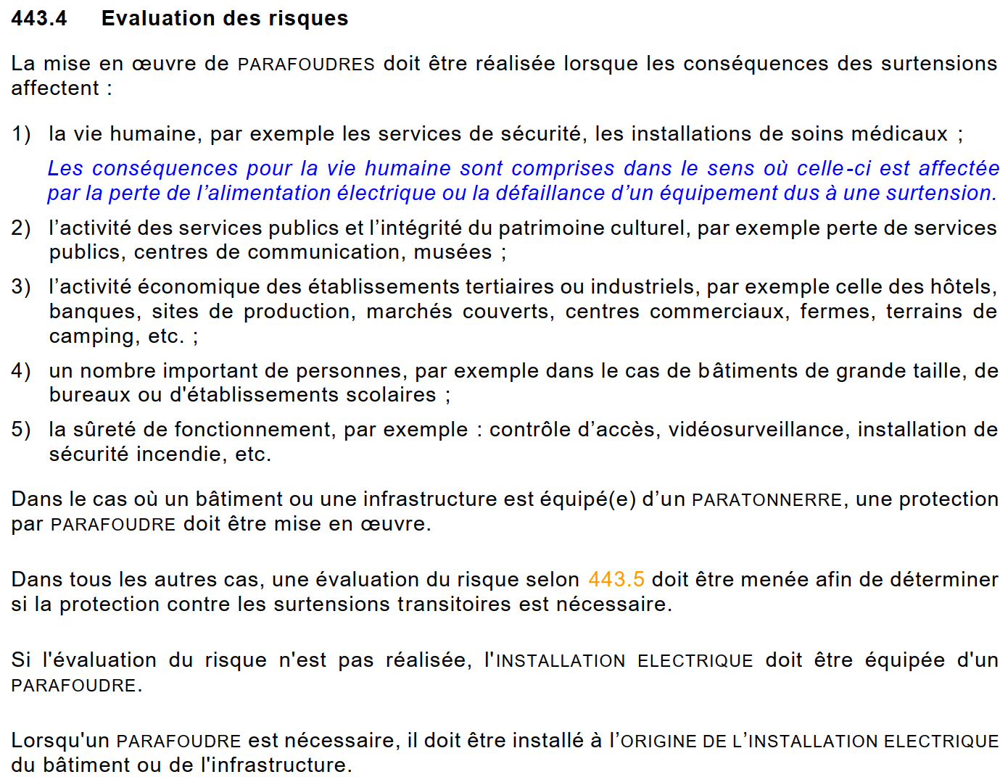 443.4 Evaluation des risques
La mise en œuvre de PARAFOUDRES doit être réalisée lorsque les conséquences des surtensions
affectent :
1) la vie humaine, par exemple les services de sécurité, les installations de soins médicaux ;
Les conséquences pour la vie humaine sont comprises dans le sens où celle-ci est affectée
par la perte de l’alimentation électrique ou la défaillance d’un équipement dus à une surtension.
2) l’activité des services publics et l’intégrité du patrimoine culturel, par exemple perte de services
publics, centres de communication, musées ;
3) l’activité économique des établissements tertiaires ou industriels, par exemple celle des hôtels,
banques, sites de production, marchés couverts, centres commerciaux, fermes, terrains de
camping, etc. ;
4) un nombre important de personnes, par exemple dans le cas de bâtiments de grande taille, de
bureaux ou d'établissements scolaires ;
5) la sûreté de fonctionnement, par exemple : contrôle d’accès, vidéosurveillance, installation de
sécurité incendie, etc.
Dans le cas où un bâtiment ou une infrastructure est équipé(e) d’un PARATONNERRE, une protection
par PARAFOUDRE doit être mise en œuvre.
Dans tous les autres cas, une évaluation du risque selon 443.5 doit être menée afin de déterminer
si la protection contre les surtensions transitoires est nécessaire.
Si l'évaluation du risque n'est pas réalisée, l'INSTALLATION ELECTRIQUE doit être équipée d'un
PARAFOUDRE.
Lorsqu'un PARAFOUDRE est nécessaire, il doit être installé à l’ORIGINE DE L’INSTALLATION ELECTRIQUE
du bâtiment ou de l'infrastructure.